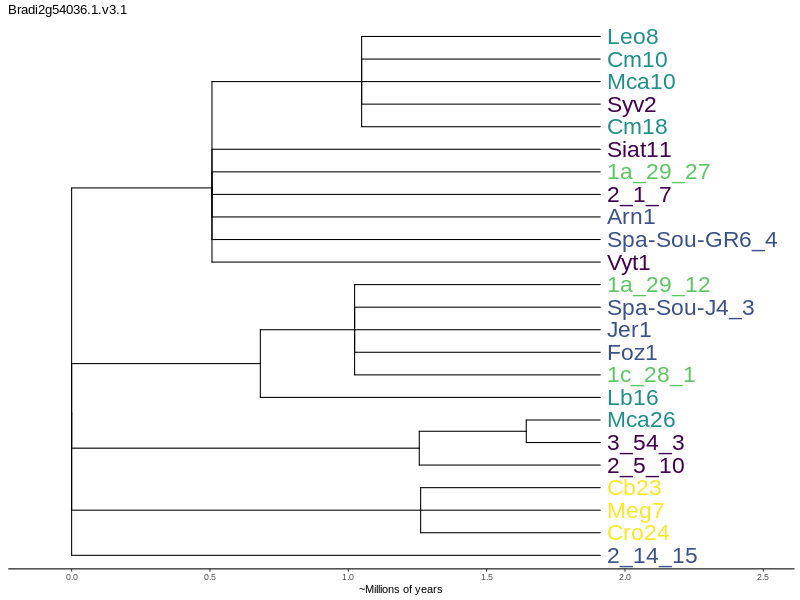 Bradi2g54036.1.v3.1
Leo8
Cm10
Mca10
Syv2
Cm18
Siat11
1a_29_27
2_1_7
Arn1
Spa-Sou-GR6_4
Vyt1
1a_29_12
Spa-Sou-J4_3
Jer1
Foz1
1c_28_1
Lb16
Mca26
3_54_3
2_5_10
Cb23
Meg7
Cro24
2_14_15
0.0 0.5 1.0 1.5 2.0 2.5
~Millions of years